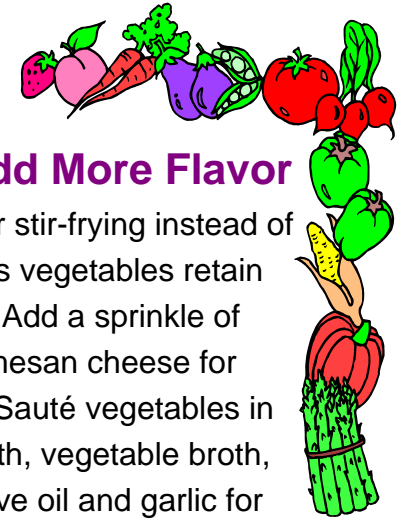 dd More Flavor
r stir-frying instead of
s vegetables retain
Add a sprinkle of
nesan cheese for
Sauté vegetables in
th, vegetable broth,
ve oil and garlic for